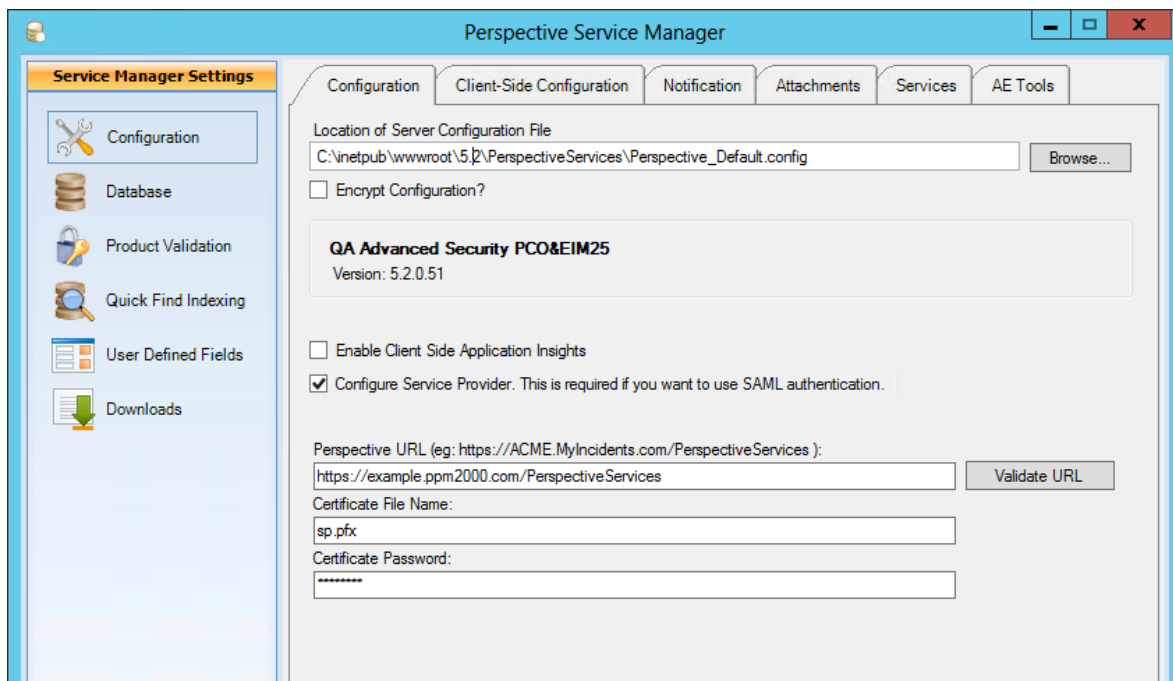 Perspective Service Manager
Service Manager Settings
Configuration
Database
Product Validation
Quick Find Indexing
User Defined Fields
Downloads
Configuration Client-Side Configuration Notification Attachments Services AE Tools
Location of Server Configuration File
C:\inetpub\wwwroot\5.2\PerspectiveServices\Perspective_Default.config
Browse...
Encrypt Configuration?
QA Advanced Security PCO&EIM25
Version: 5.2.0.51
Enable Client Side Application Insights
Configure Service Provider. This is required if you want to use SAML authentication.
Perspective URL (eg: https://ACME.MyIncidents.com/PerspectiveServices ):
https://example.ppm2000.com/PerspectiveServices
Validate URL
Certificate File Name:
sp.pfx
Certificate Password:
********